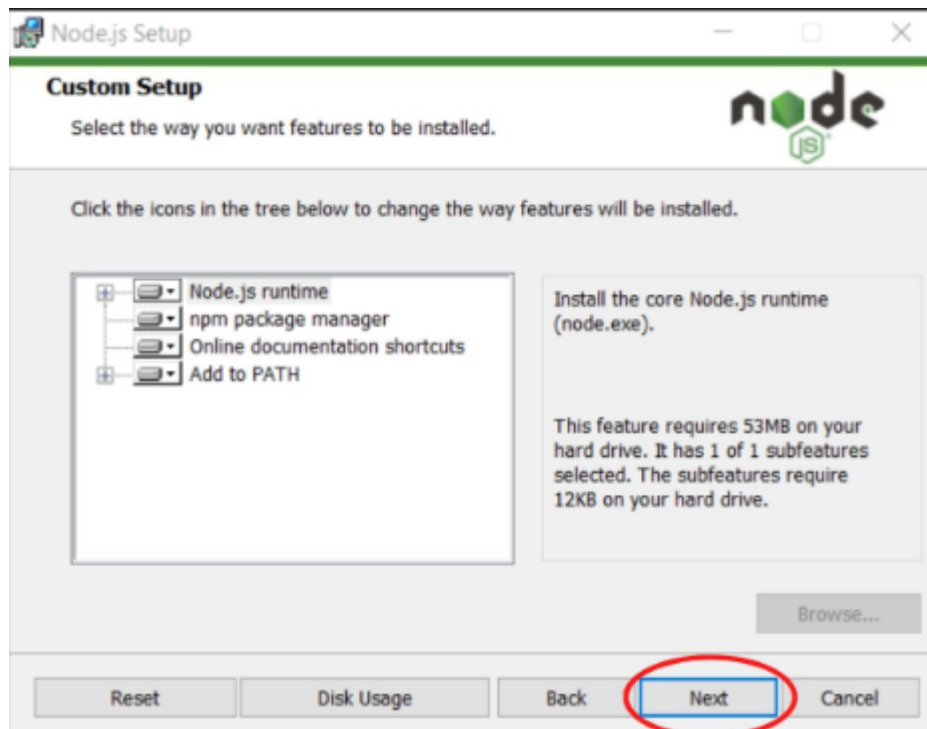 Node.js Setup
Custom Setup
Select the way you want features to be installed.
node
JS
Click the icons in the tree below to change the way features will be installed.
Node.js runtime
npm package manager
Online documentation shortcuts
Add to PATH
Install the core Node.js runtime
(node.exe).
This feature requires 53MB on your
hard drive. It has 1 of 1 subfeatures
selected. The subfeatures require
12KB on your hard drive.
Browse...
Reset
Disk Usage
Back
Next
Cancel